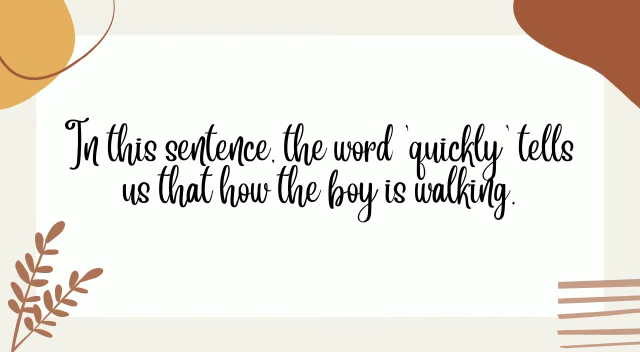 In this sentence, the word 'quickly' tells
us that how the boy is walking.